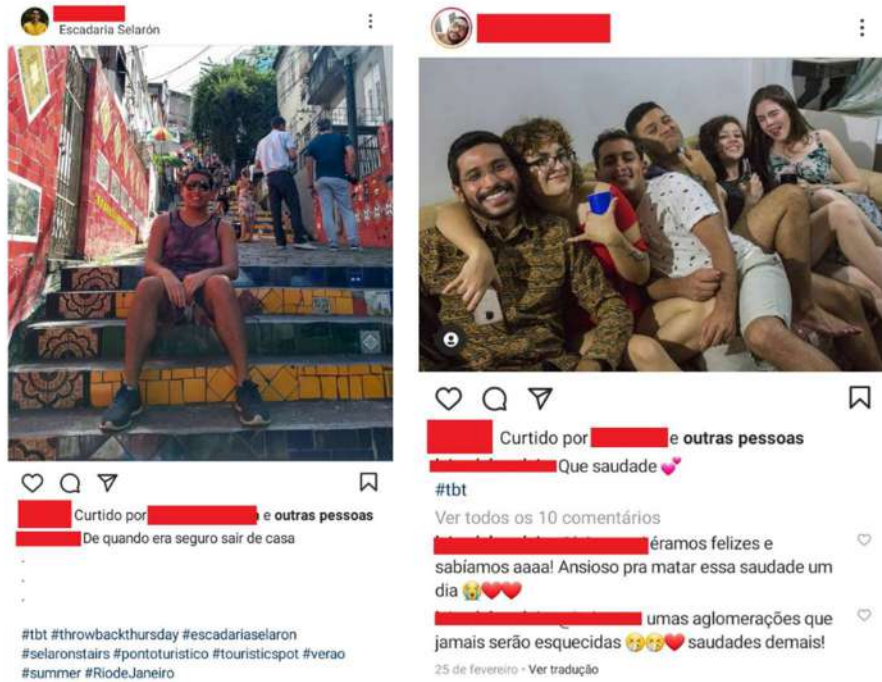 Escadaria Selarón
Curtido por e outras pessoas
De quando era seguro sair de casa
.
.
.
#tbt #throwbackthursday #escadariaselaron
#selaronstairs #pontoturistico #touristicspot #verao
#summer #RiodeJaneiro
Curtido por e outras pessoas
Que saudade 💕
#tbt
Ver todos os 10 comentários
éramos felizes e
sabíamos aaaa! Ansioso pra matar essa saudade um
dia 😭❤️❤️
umas aglomerações que
jamais serão esquecidas 🤧🤧❤️ saudades demais!
25 de fevereiro • Ver tradução